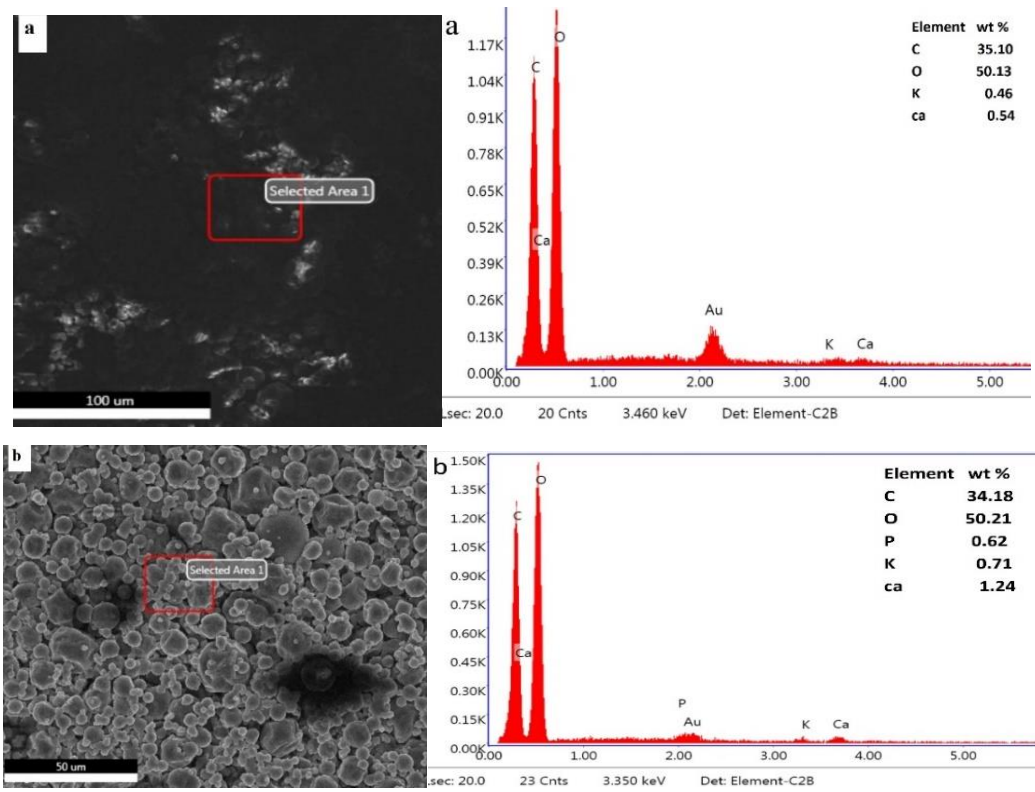 a
Selected Area 1
100 um
a
Element wt %
C 35.10
O 50.13
K 0.46
ca 0.54
1.17K
1.04K
0.91K
0.78K
0.65K
0.52K
0.39K
0.26K
0.13K
0.00K
O
C
Ca
Au
K
Ca
0.00 1.00 2.00 3.00 4.00 5.00
Lsec: 20.0 20 Cnts 3.460 keV Det: Element-C2B
b
Selected Area 1
50 um
b
Element wt %
C 34.18
O 50.21
P 0.62
K 0.71
ca 1.24
1.50K
1.35K
1.20K
1.05K
0.90K
0.75K
0.60K
0.45K
0.30K
0.15K
0.00K
O
C
Ca
P
Au
K
Ca
0.00 1.00 2.00 3.00 4.00 5.00
Lsec: 20.0 23 Cnts 3.350 keV Det: Element-C2B